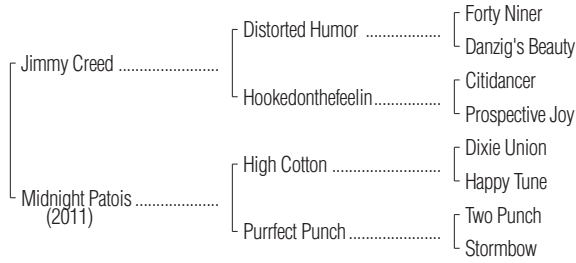 Forty Niner
Distorted Humor ..................
Danzig's Beauty
Jimmy Creed .......................
Citidancer
Hookedonthefeelin................
Prospective Joy
Dixie Union
High Cotton .........................
Happy Tune
Midnight Patois ...................
(2011)
Two Punch
Purrfect Punch ......................
Stormbow